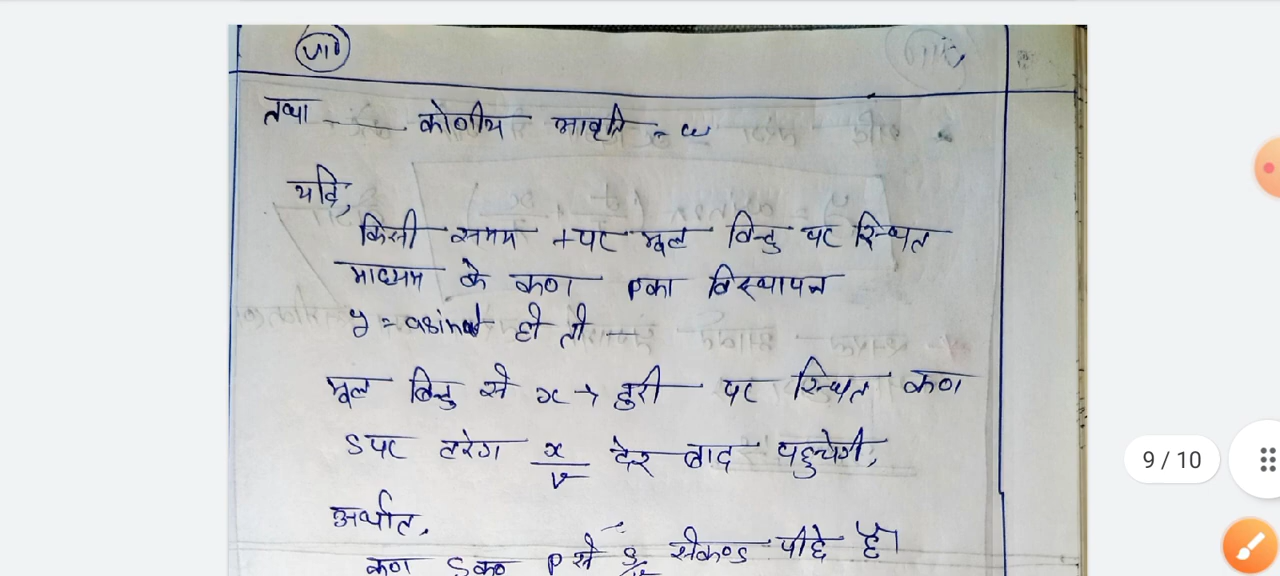 तथा कोणीय आवृति = ω
यदि,
किसी समय t पर मूल बिन्दु पर स्थित
माध्यम के कण P का विस्थापन
y = asinωt हो तो —
मूल बिन्दु से x → दुरी पर स्थित कण
S पर तरंग x/v देर बाद पहुचेगी,
अर्थात,
कण S कण P से सेकण्ड पीछे है।
9 / 10